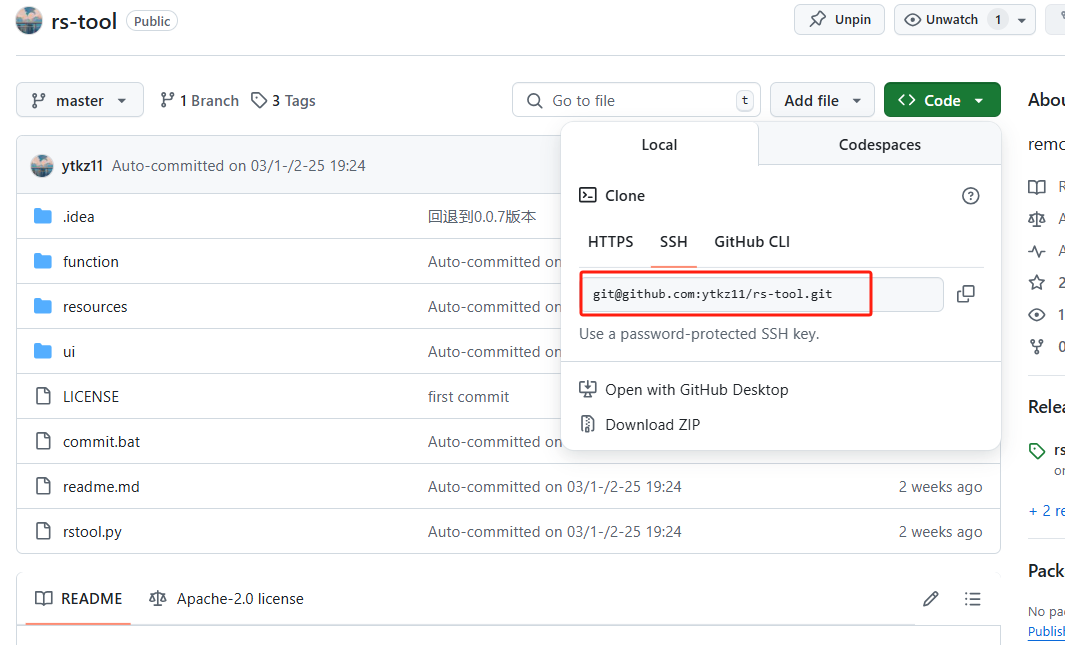 rs-tool Public Unpin Unwatch 1
master 1 Branch 3 Tags Go to file t Add file Code
Local Codespaces
ytkz11 Auto-committed on 03/1-/2-25 19:24
Clone
.idea 回退到0.0.7版本
HTTPS SSH GitHub CLI
function Auto-committed on
git@github.com:ytkz11/rs-tool.git
resources Auto-committed on
Use a password-protected SSH key.
ui Auto-committed on
Open with GitHub Desktop
LICENSE first commit
Download ZIP
commit.bat Auto-committed on
readme.md Auto-committed on 03/1-/2-25 19:24 2 weeks ago
rstool.py Auto-committed on 03/1-/2-25 19:24 2 weeks ago
README Apache-2.0 license
Abou
remo
R
A
A
2
1
0
Relea
rs
on
+ 2 re
Pack
No pa
Publis